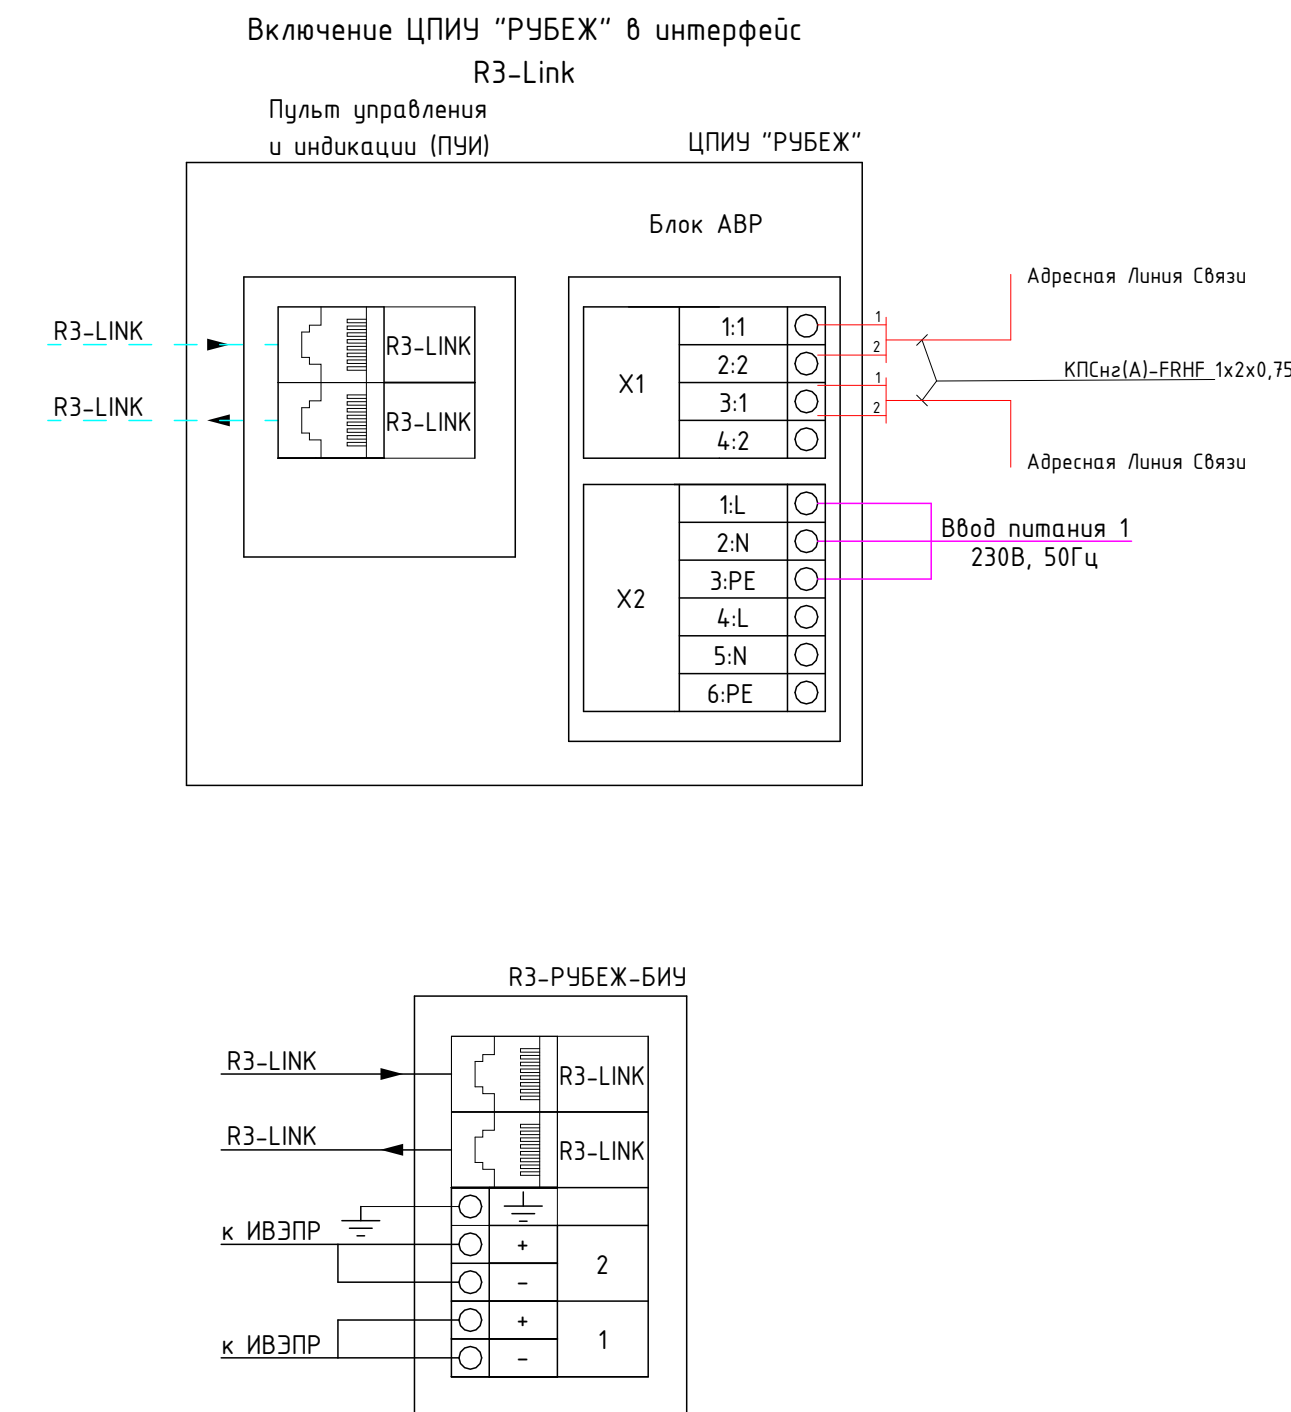 Включение ЦПИУ "РУБЕЖ" в интерфейс
R3-Link
Пульт управления
и индикации (ПУИ)
ЦПИУ "РУБЕЖ"
Блок АВР
R3-LINK
R3-LINK
R3-LINK
R3-LINK
X1
1:1
2:2
3:1
4:2
1
2
1
2
Адресная Линия Связи
КПСнг(А)-FRHF 1х2х0,75
Адресная Линия Связи
X2
1:L
2:N
3:PE
4:L
5:N
6:PE
Ввод питания 1
230В, 50Гц
R3-РУБЕЖ-БИУ
R3-LINK
R3-LINK
R3-LINK
R3-LINK
к ИВЭПР
+
-
2
к ИВЭПР
+
-
1